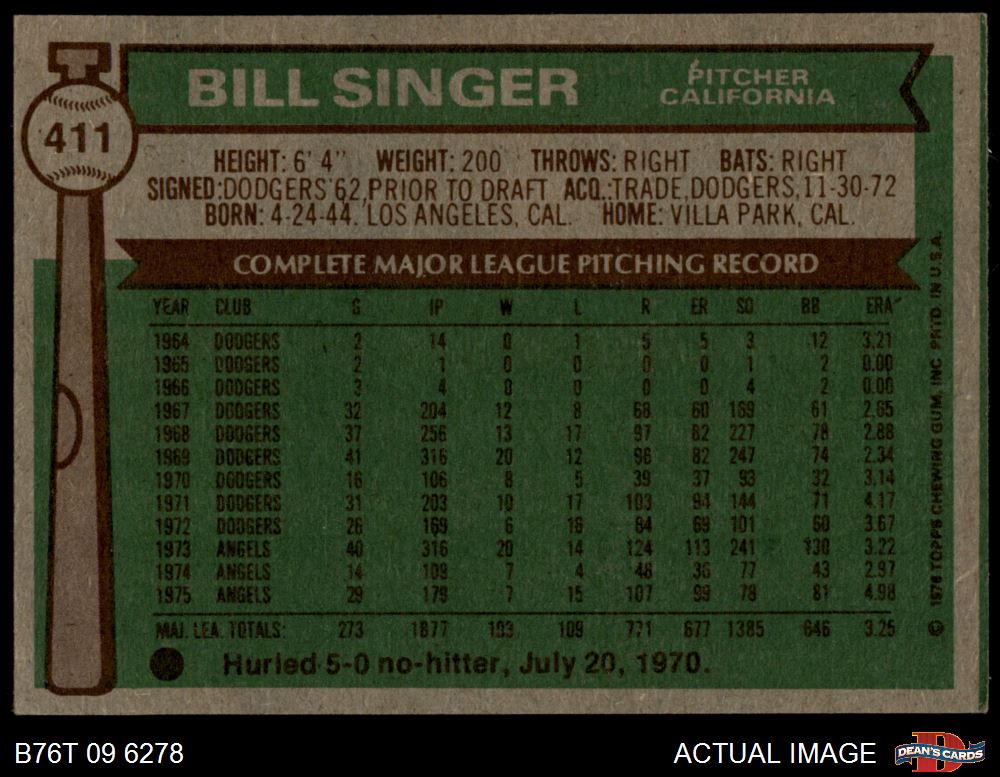 411
BILL SINGER
PITCHER
CALIFORNIA
HEIGHT: 6' 4" WEIGHT: 200 THROWS: RIGHT BATS: RIGHT
SIGNED: DODGERS '62, PRIOR TO DRAFT ACQ.: TRADE, DODGERS, 11-30-72
BORN: 4-24-44. LOS ANGELES, CAL. HOME: VILLA PARK, CAL.
COMPLETE MAJOR LEAGUE PITCHING RECORD
YEAR CLUB G IP W L R ER SO BB ERA
1964 DODGERS 2 14 0 1 5 5 3 12 3.21
1965 DODGERS 2 1 0 0 0 0 1 2 0.00
1966 DODGERS 3 4 0 0 0 0 4 2 0.00
1967 DODGERS 32 204 12 8 68 60 169 61 2.65
1968 DODGERS 37 256 13 17 97 82 227 78 2.88
1969 DODGERS 41 316 20 12 96 82 247 74 2.34
1970 DODGERS 16 106 8 5 39 37 93 32 3.14
1971 DODGERS 31 203 10 17 103 94 144 71 4.17
1972 DODGERS 26 169 6 16 84 69 101 60 3.67
1973 ANGELS 40 316 20 14 124 113 241 130 3.22
1974 ANGELS 14 109 7 4 48 36 77 43 2.97
1975 ANGELS 29 179 7 15 107 99 78 81 4.98
MAJ. LEA. TOTALS: 273 1877 103 109 771 677 1385 646 3.25
Hurled 5-0 no-hitter, July 20, 1970.
© 1976 TOPPS CHEWING GUM, INC. PRTD. IN U.S.A.
B76T 09 6278
ACTUAL IMAGE
D
DEAN'S CARDS